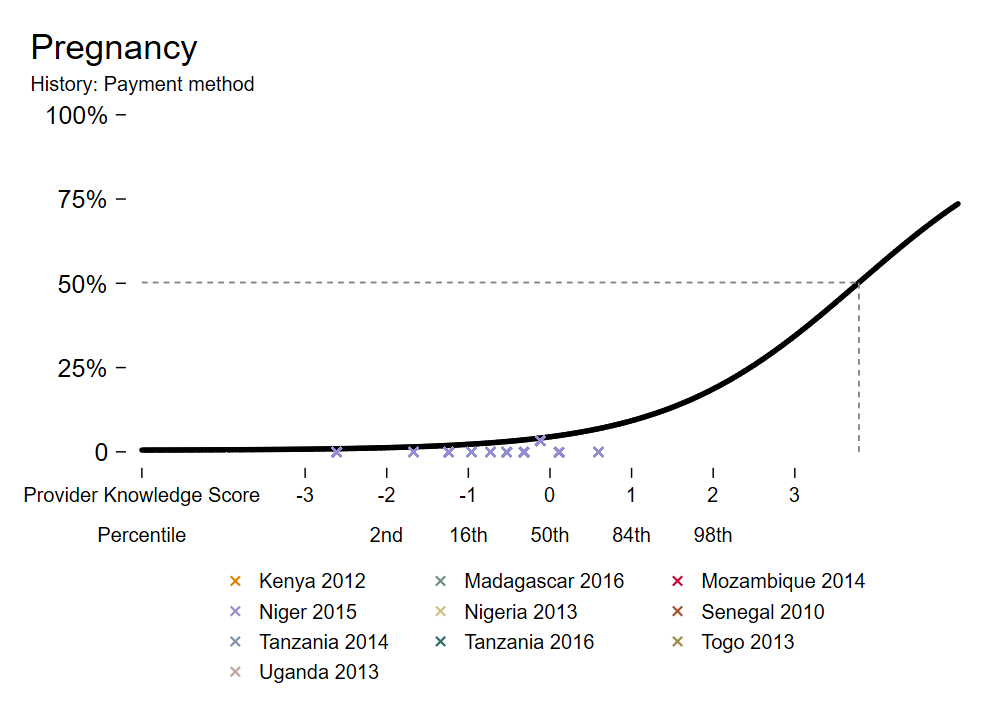 Pregnancy
History: Payment method
100%
75%
50%
25%
0
Provider Knowledge Score -3 -2 -1 0 1 2 3
Percentile 2nd 16th 50th 84th 98th
Kenya 2012 Madagascar 2016 Mozambique 2014
Niger 2015 Nigeria 2013 Senegal 2010
Tanzania 2014 Tanzania 2016 Togo 2013
Uganda 2013